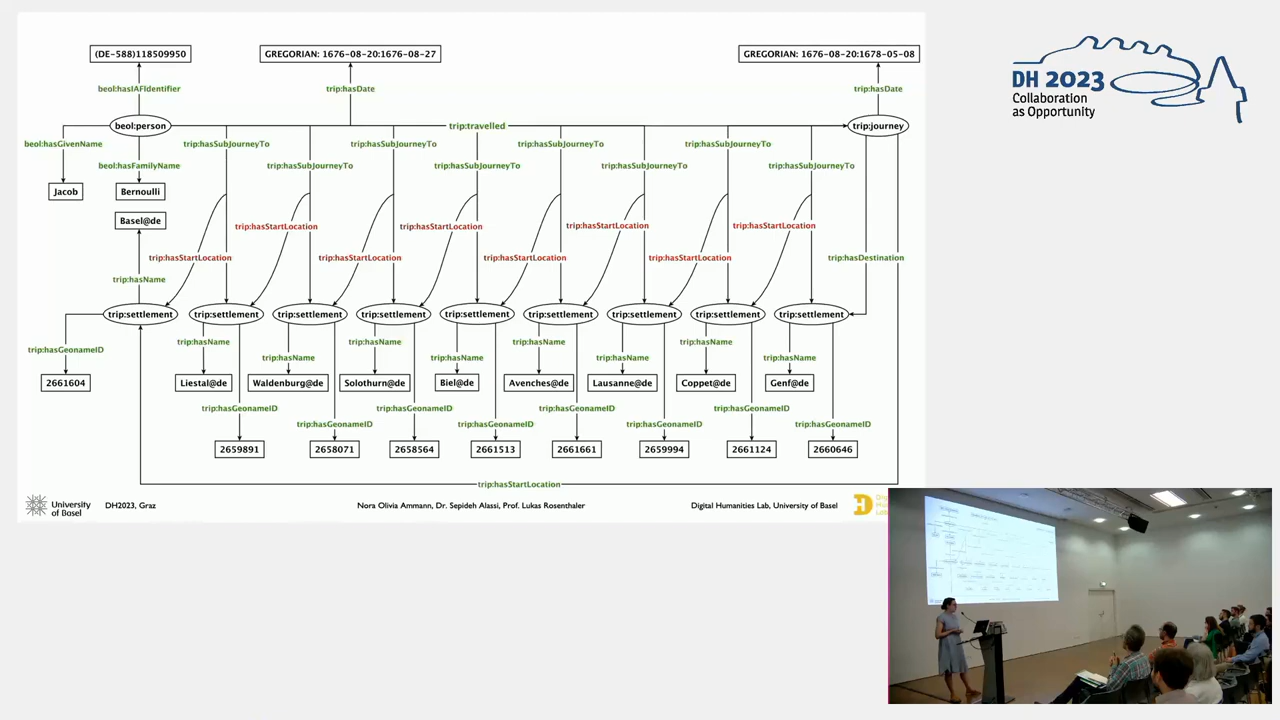 (DE-588)118509950
GREGORIAN: 1676-08-20:1676-08-27
GREGORIAN: 1676-08-20:1678-05-08
beol:hasIAFIdentifier
trip:hasDate
trip:hasDate
beol:person
trip:travelled
trip:journey
beol:hasGivenName
trip:hasSubJourneyTo
trip:hasSubJourneyTo
trip:hasSubJourneyTo
trip:hasSubJourneyTo
beol:hasFamilyName
trip:hasSubJourneyTo
trip:hasSubJourneyTo
trip:hasSubJourneyTo
trip:hasSubJourneyTo
Jacob
Bernoulli
Basel@de
trip:hasStartLocation
trip:hasStartLocation
trip:hasStartLocation
trip:hasStartLocation
trip:hasStartLocation
trip:hasStartLocation
trip:hasStartLocation
trip:hasStartLocation
trip:hasDestination
trip:hasName
trip:settlement
trip:settlement
trip:settlement
trip:settlement
trip:settlement
trip:settlement
trip:settlement
trip:settlement
trip:settlement
trip:hasGeonameID
trip:hasName
trip:hasName
trip:hasName
trip:hasName
trip:hasName
trip:hasName
trip:hasName
trip:hasName
2661604
Liestal@de
Waldenburg@de
Solothurn@de
Biel@de
Avenches@de
Lausanne@de
Coppet@de
Genf@de
trip:hasGeonameID
trip:hasGeonameID
trip:hasGeonameID
trip:hasGeonameID
trip:hasGeonameID
trip:hasGeonameID
trip:hasGeonameID
trip:hasGeonameID
2659891
2658071
2658564
2661513
2661661
2659994
2661124
2660646
trip:hasStartLocation
University
of Basel
DH2023, Graz
Nora Olivia Ammann, Dr. Sepideh Alassi, Prof. Lukas Rosenthaler
Digital Humanities Lab, University of Basel
DH 2023
Collaboration
as Opportunity